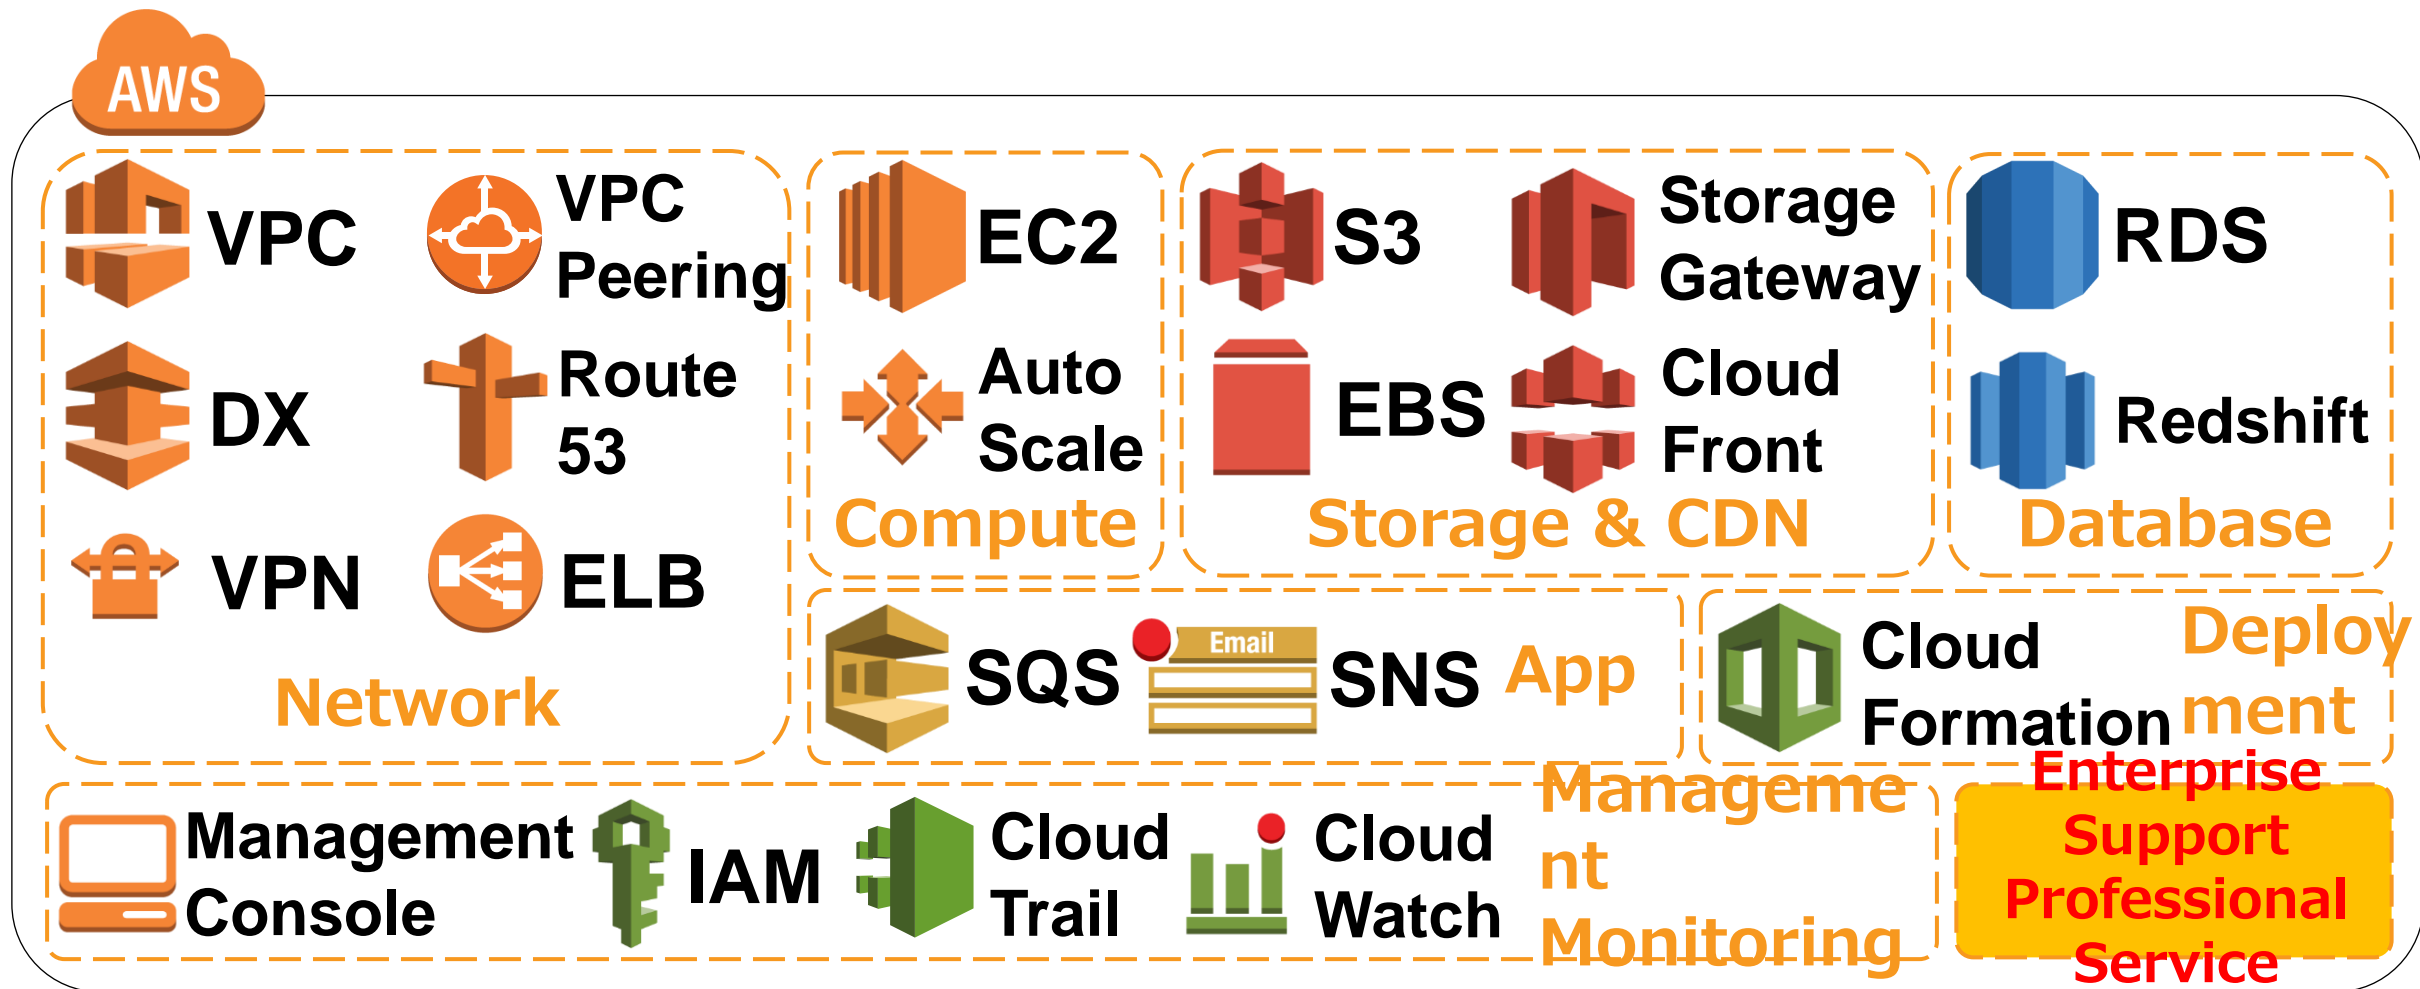 AWS
VPC
VPC
Peering
DX
Route
53
VPN
ELB
Network
EC2
Auto
Scale
Compute
S3
Storage
Gateway
EBS
Cloud
Front
Storage & CDN
RDS
Redshift
Database
SQS
Email
SNS
App
Cloud
Formation
Deploy
ment
Management
Console
IAM
Cloud
Trail
Cloud
Watch
Manageme
nt
Monitoring
Enterprise
Support
Professional
Service